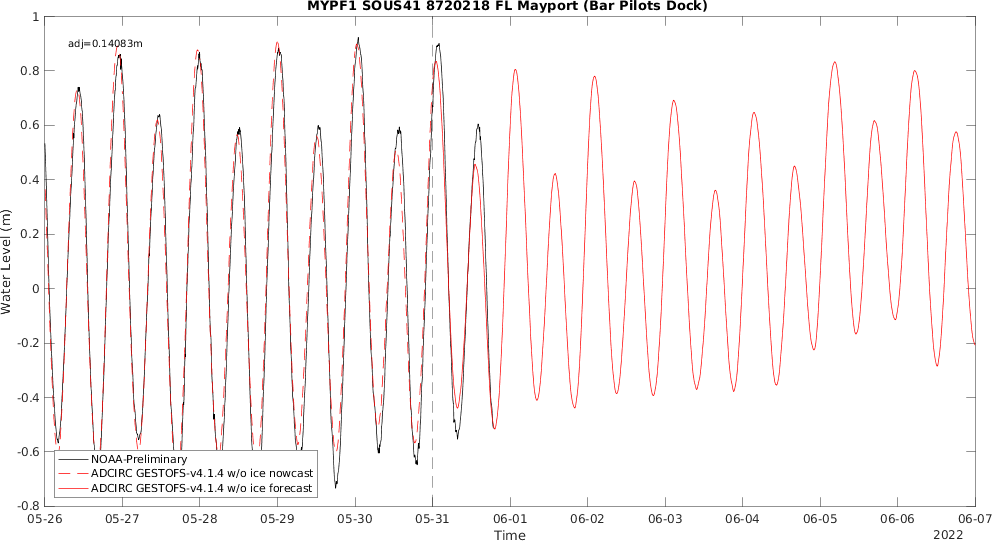 MYPF1 SOUS41 8720218 FL Mayport (Bar Pilots Dock)
adj=0.14083m
Water Level (m)
1
0.8
0.6
0.4
0.2
0
-0.2
-0.4
-0.6
-0.8
NOAA-Preliminary
ADCIRC GESTOFS-v4.1.4 w/o ice nowcast
ADCIRC GESTOFS-v4.1.4 w/o ice forecast
05-26 05-27 05-28 05-29 05-30 05-31 06-01 06-02 06-03 06-04 06-05 06-06 06-07
Time
2022